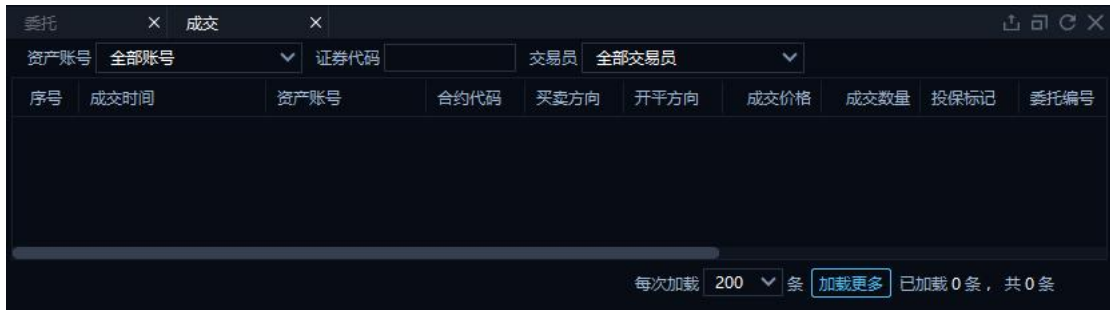 委托 成交
资产账号 全部账号 证券代码 交易员 全部交易员
序号 成交时间 资产账号 合约代码 买卖方向 开平方向 成交价格 成交数量 投保标记 委托编号
每次加载 200 条 加载更多 已加载 0 条， 共 0 条